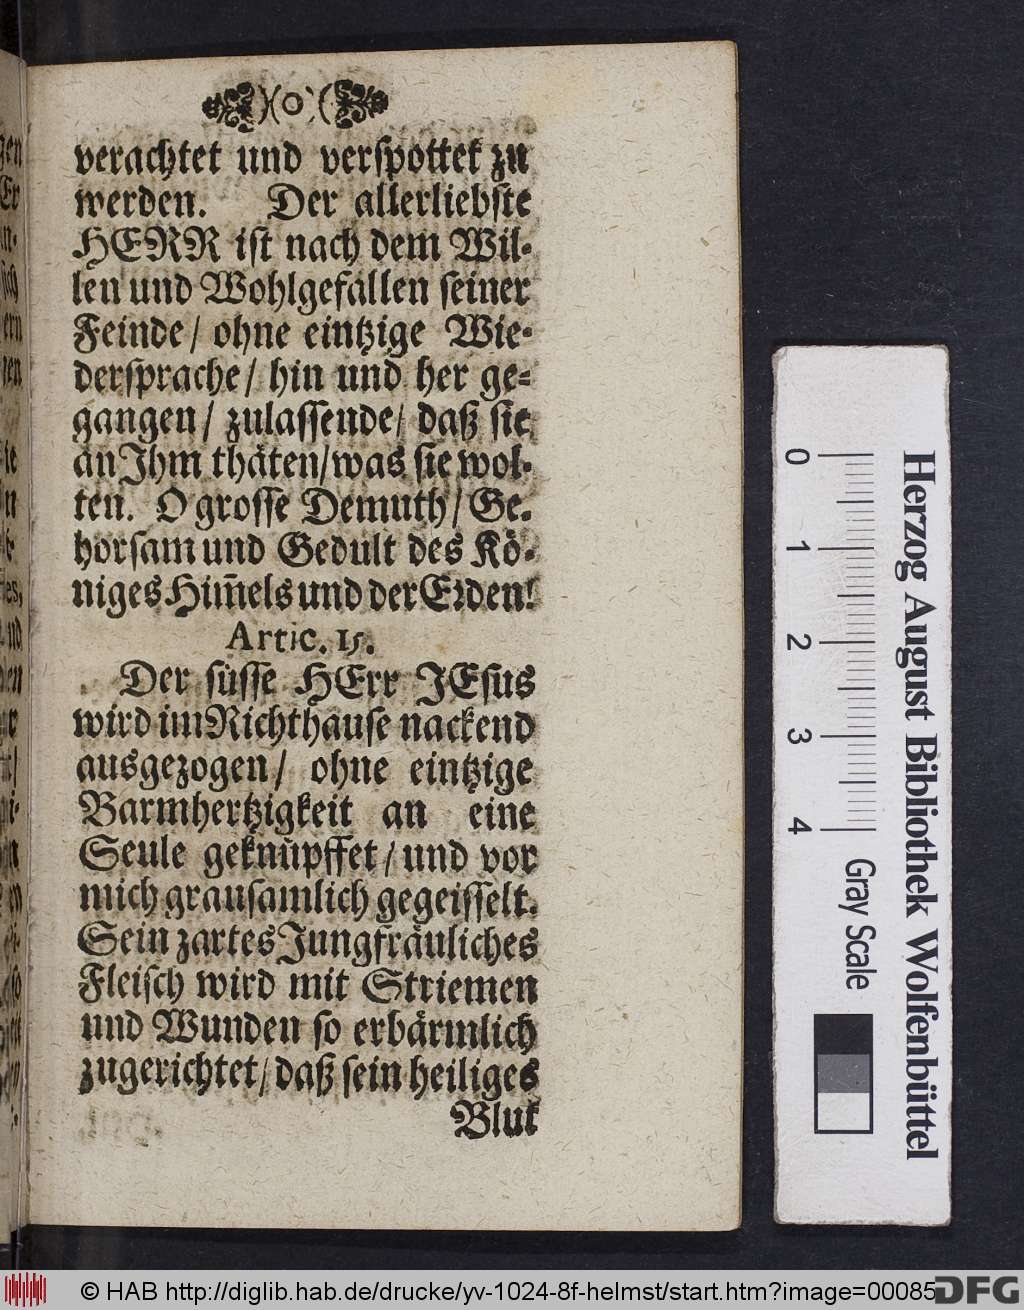 )(o)(
verachtet und verspottet zu
werden. Der allerliebste
HERR ist nach dem Wil-
len und Wohlgefallen seiner
Feinde/ ohne eintzige Wie-
dersprache/ hin und her ge-
gangen/ zulassende/ daß sie
an Ihm thäten/was sie wol-
ten. O grosse Demuth/ Ge-
horsam und Gedult des Kö-
niges Him̃els und der Erden!
Artic. 15.
Der süsse HErr JEsus
wird im Richthause nackend
ausgezogen/ ohne eintzige
Barmhertzigkeit an eine
Seule geknüpffet/und vor
mich grausamlich gegeisselt.
Sein zartes Jungfräuliches
Fleisch wird mit Striemen
und Wunden so erbärmlich
zugerichtet/ daß sein heiliges
Blut
Herzog August Bibliothek Wolfenbüttel
0 1 2 3 4
Gray Scale
© HAB http://diglib.hab.de/drucke/yv-1024-8f-helmst/start.htm?image=00085
DFG